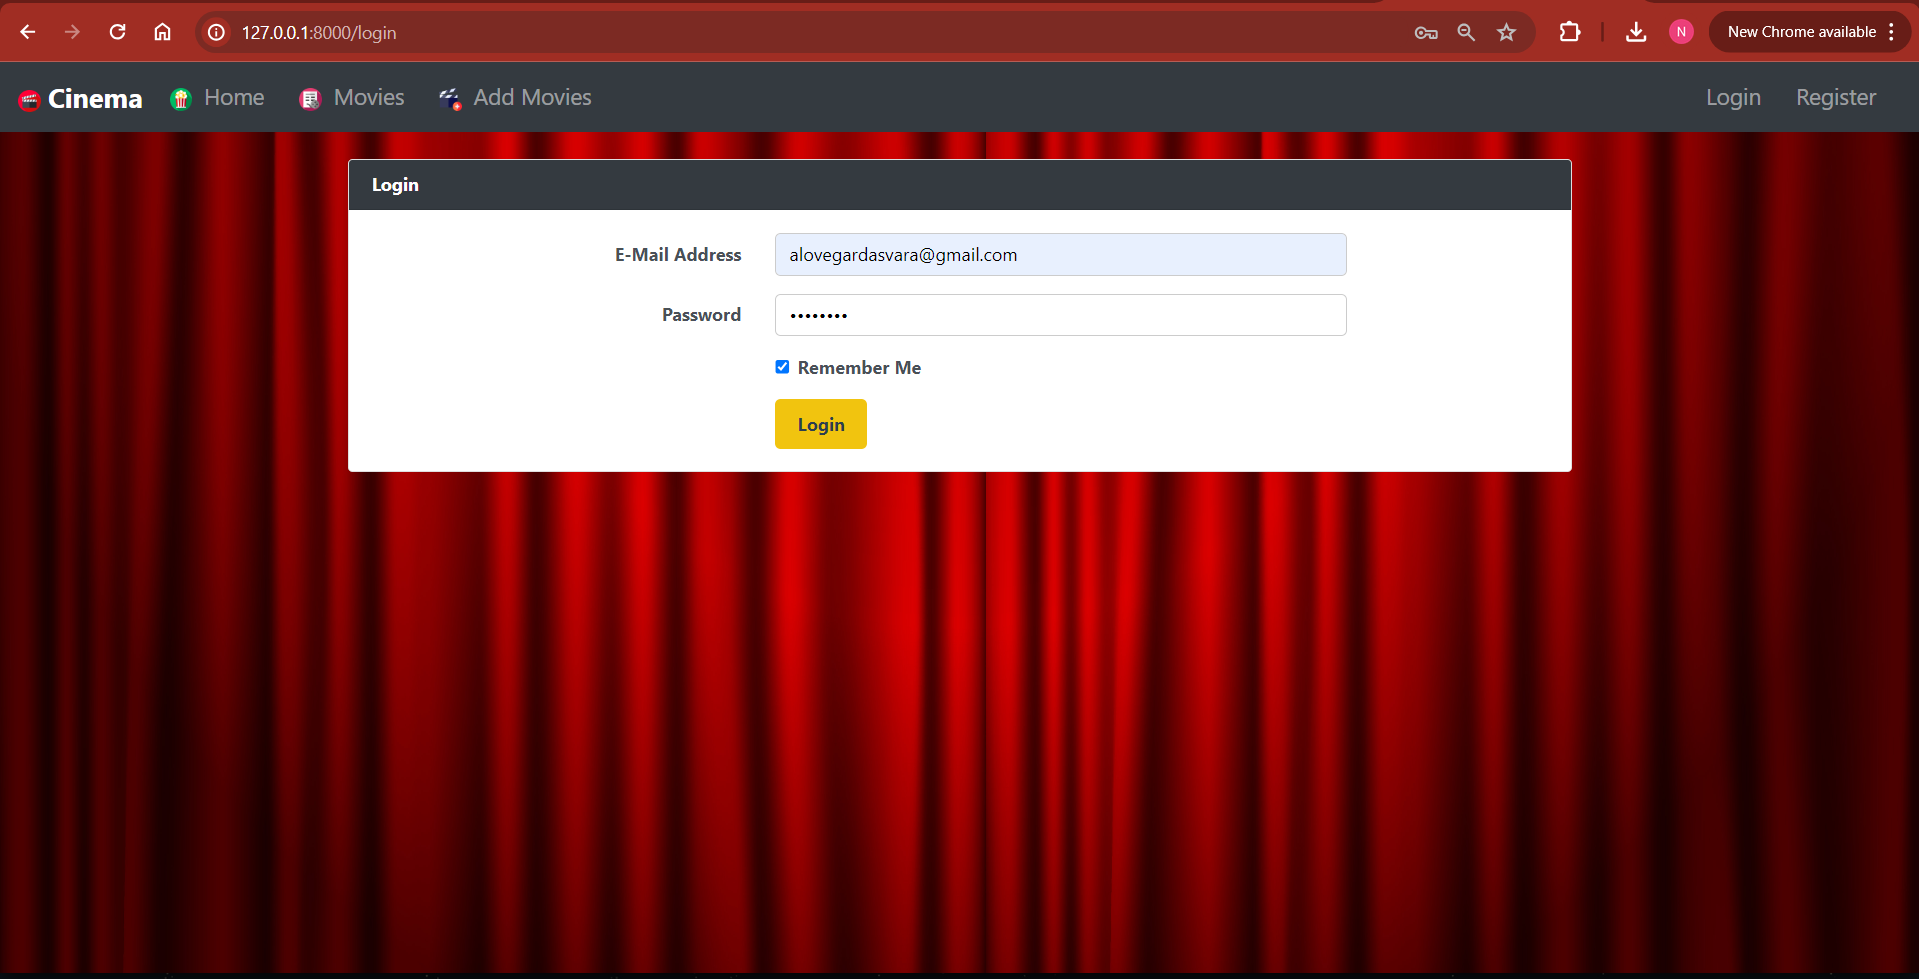 127.0.0.1:8000/login
N
New Chrome available
Cinema
Home
Movies
Add Movies
Login
Register
Login
E-Mail Address
alovegardasvara@gmail.com
Password
••••••••
Remember Me
Login